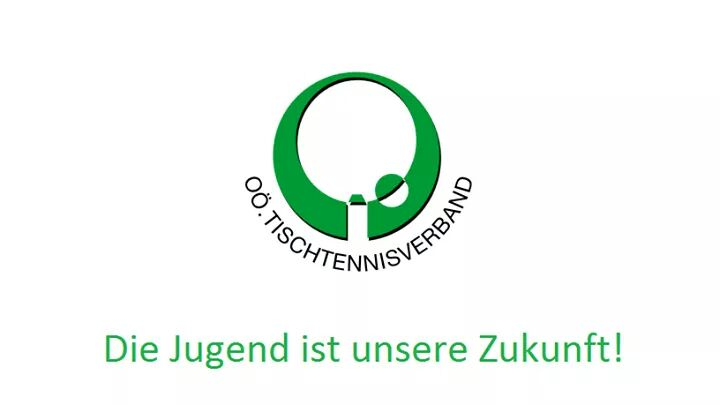 OÖ.TISCHTENNISVERBAND
Die Jugend ist unsere Zukunft!